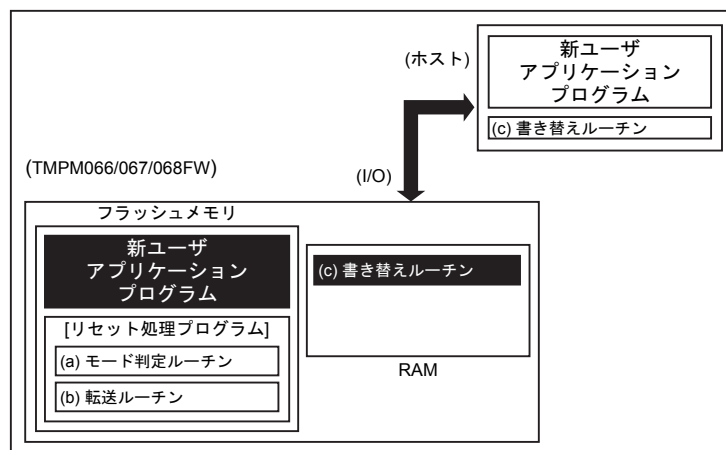 (ホスト)
新ユーザ
アプリケーション
プログラム
(c) 書き替えルーチン
(TMPM066/067/068FW)
(I/O)
フラッシュメモリ
新ユーザ
アプリケーション
プログラム
[リセット処理プログラム]
(a) モード判定ルーチン
(b) 転送ルーチン
(c) 書き替えルーチン
RAM